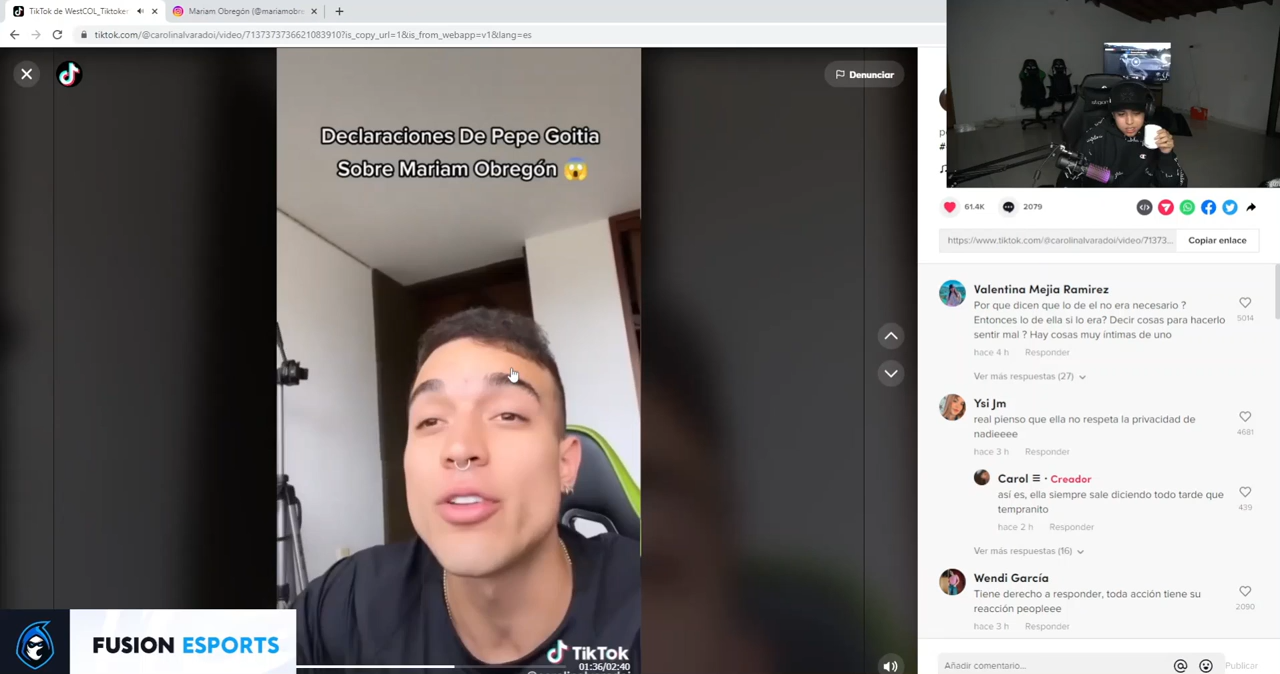 TikTok de WestCOL_Tiktoke
Mariam Obregón (@mariamobre
tiktok.com/@carolinalvaradoi/video/7137373736621083910?is_copy_url=1&is_from_webapp=v1&lang=es
Denunciar
Declaraciones De Pepe Goitia
Sobre Mariam Obregón 😱
TikTok
01:36/02:40
FUSION ESPORTS
61.4K
2079
https://www.tiktok.com/@carolinalvaradoi/video/71373...
Copiar enlace
Valentina Mejia Ramirez
Por que dicen que lo de el no era necesario ?
Entonces lo de ella si lo era? Decir cosas para hacerlo
sentir mal ? Hay cosas muy íntimas de uno
5014
hace 4 h Responder
Ver más respuestas (27)
Ysi Jm
real pienso que ella no respeta la privacidad de
nadieeee
4681
hace 3 h Responder
Carol · Creador
así es, ella siempre sale diciendo todo tarde que
tempranito
439
hace 2 h Responder
Ver más respuestas (16)
Wendi García
Tiene derecho a responder, toda acción tiene su
reacción peopleee
2090
hace 3 h Responder
Añadir comentario...
Publicar